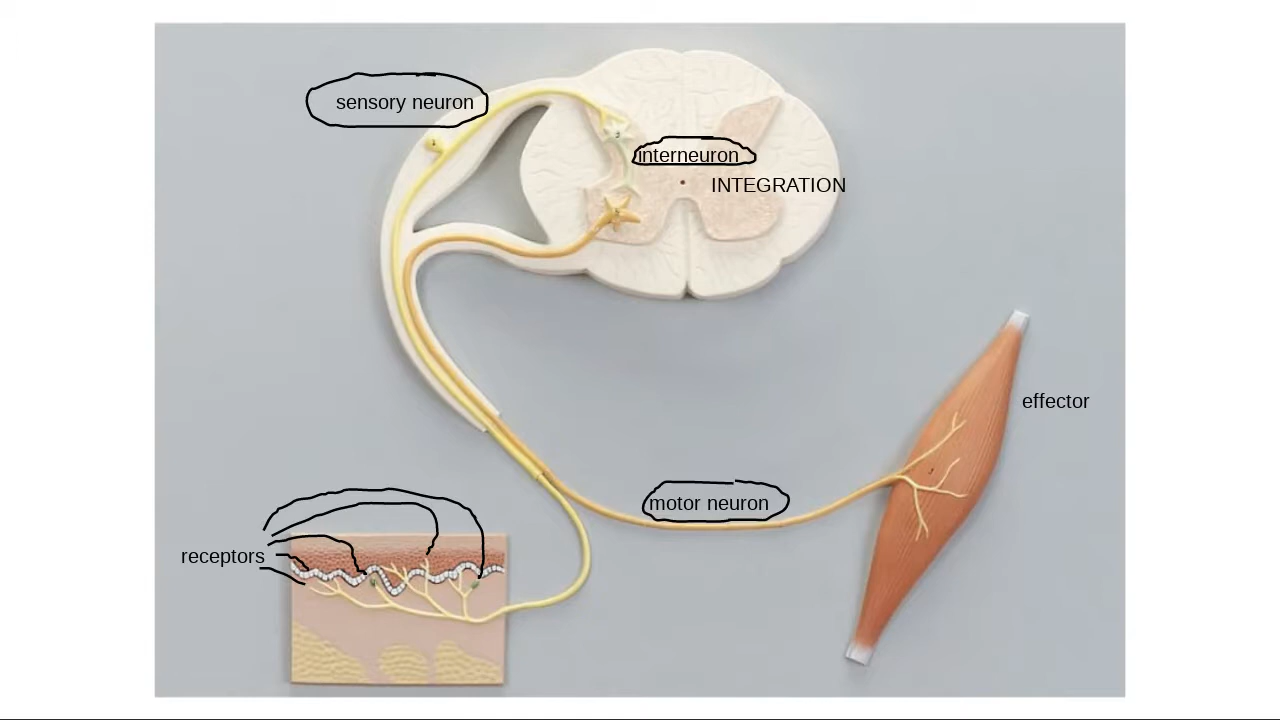 sensory neuron
interneuron
INTEGRATION
effector
motor neuron
receptors